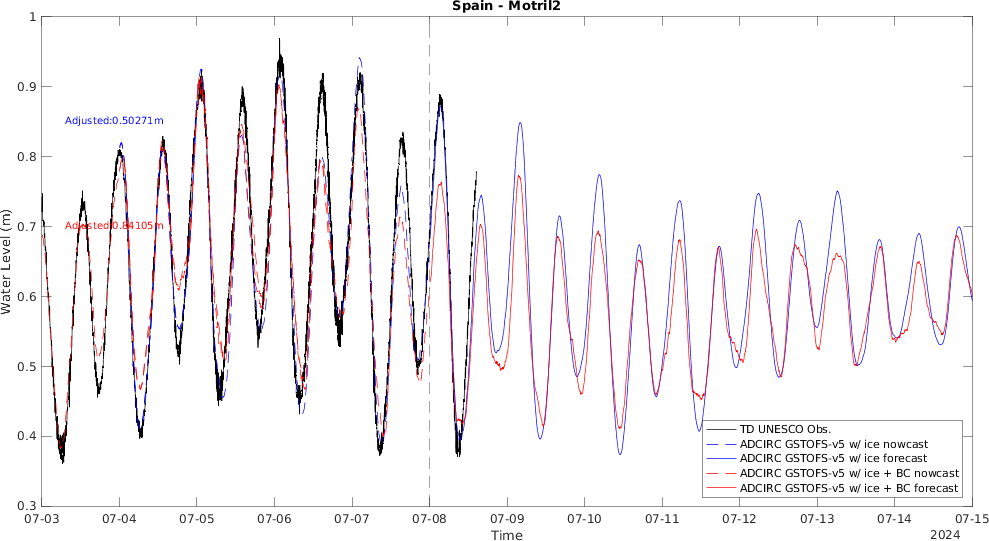 Spain - Motril2
Water Level (m)
1
0.9
0.8
0.7
0.6
0.5
0.4
0.3
Adjusted:0.50271m
Adjusted:0.84105m
TD UNESCO Obs.
ADCIRC GSTOFS-v5 w/ ice nowcast
ADCIRC GSTOFS-v5 w/ ice forecast
ADCIRC GSTOFS-v5 w/ ice + BC nowcast
ADCIRC GSTOFS-v5 w/ ice + BC forecast
07-03 07-04 07-05 07-06 07-07 07-08 07-09 07-10 07-11 07-12 07-13 07-14 07-15
Time
2024